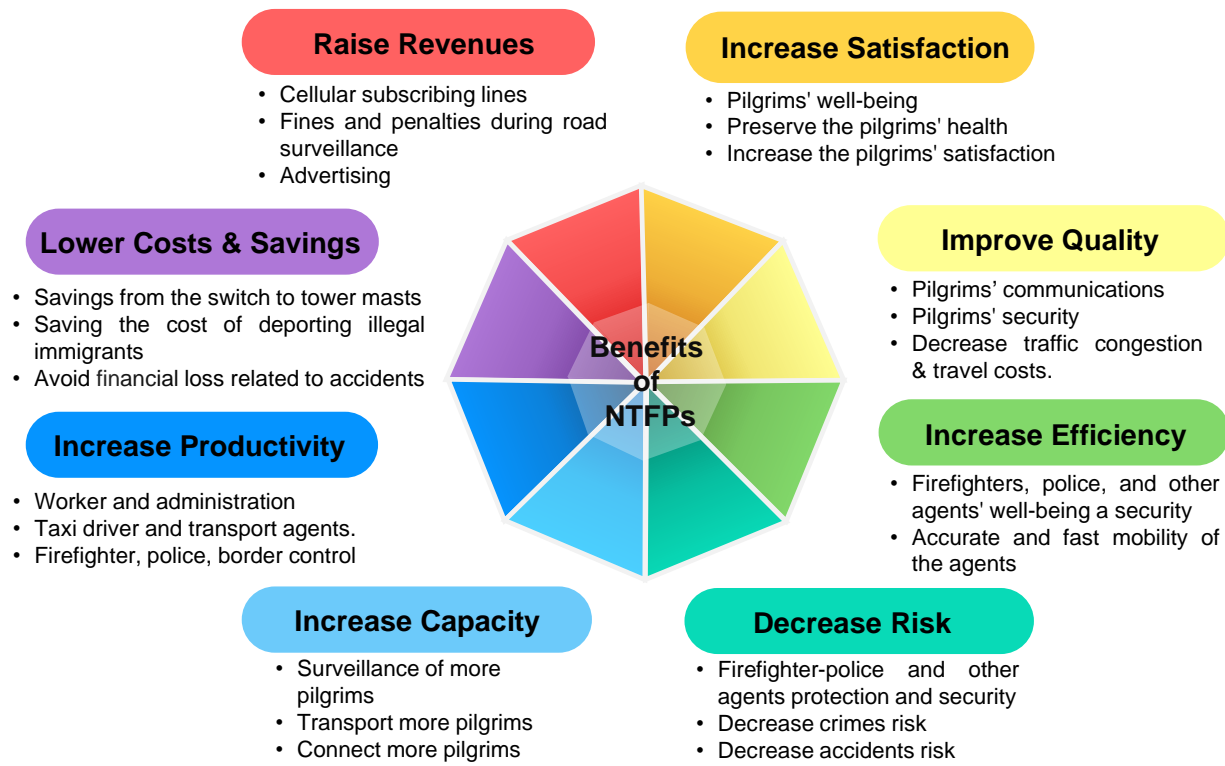 Raise Revenues
• Cellular subscribing lines
• Fines and penalties during road
surveillance
• Advertising
Increase Satisfaction
• Pilgrims' well-being
• Preserve the pilgrims' health
• Increase the pilgrims' satisfaction
Lower Costs & Savings
• Savings from the switch to tower masts
• Saving the cost of deporting illegal
immigrants
• Avoid financial loss related to accidents
Improve Quality
• Pilgrims’ communications
• Pilgrims' security
• Decrease traffic congestion
& travel costs.
Benefits
of
NTFPs
Increase Productivity
• Worker and administration
• Taxi driver and transport agents.
• Firefighter, police, border control
Increase Efficiency
• Firefighters, police, and other
agents' well-being a security
• Accurate and fast mobility of
the agents
Increase Capacity
• Surveillance of more
pilgrims
• Transport more pilgrims
• Connect more pilgrims
Decrease Risk
• Firefighter-police and other
agents protection and security
• Decrease crimes risk
• Decrease accidents risk